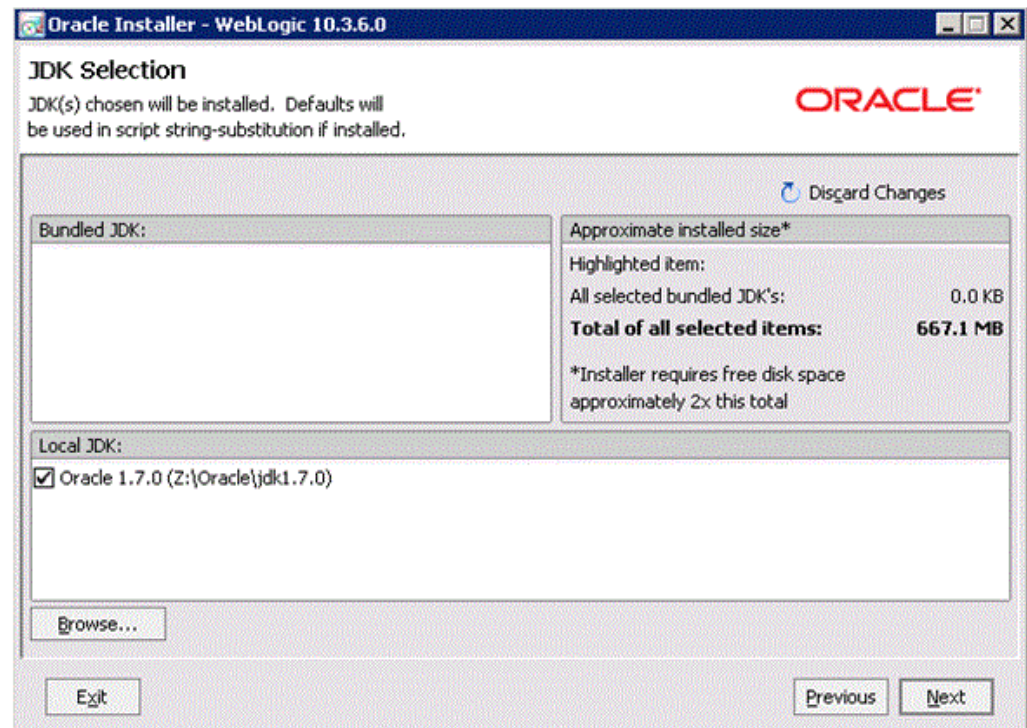 Oracle Installer - WebLogic 10.3.6.0
JDK Selection
JDK(s) chosen will be installed. Defaults will
be used in script string-substitution if installed.
ORACLE
Discard Changes
Bundled JDK:
Approximate installed size*
Highlighted item:
All selected bundled JDK's: 0.0 KB
Total of all selected items: 667.1 MB
*Installer requires free disk space
approximately 2x this total
Local JDK:
Oracle 1.7.0 (Z:\Oracle\jdk1.7.0)
Browse...
Exit
Previous
Next